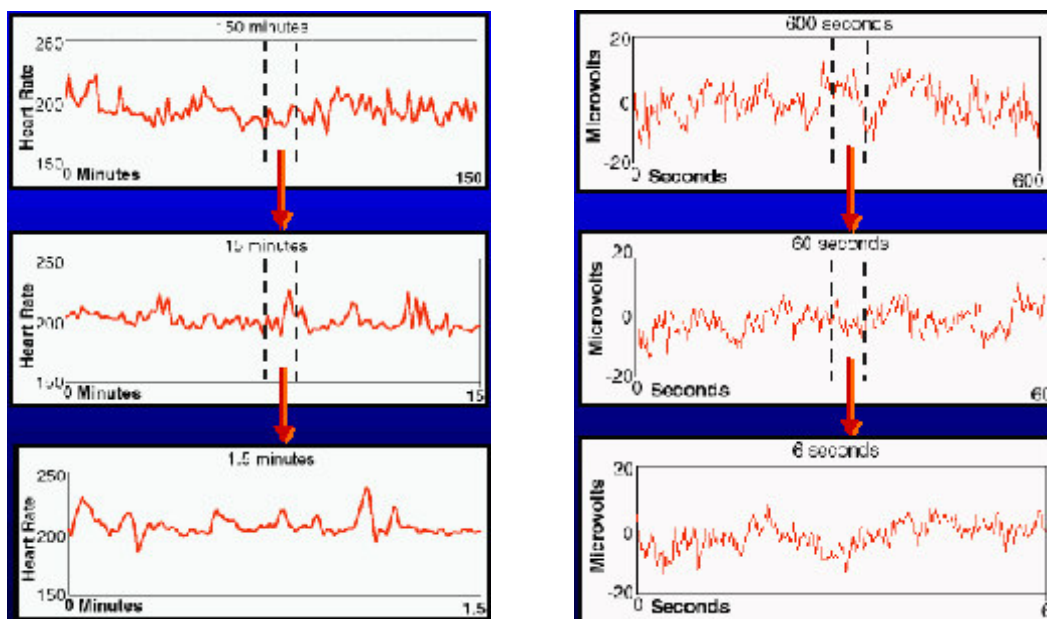 150 minutes
250
Heart Rate
200
150
0 Minutes
150
15 minutes
250
Heart Rate
200
150
0 Minutes
15
1.5 minutes
250
Heart Rate
200
150
0 Minutes
1.5
600 seconds
20
Microvolts
0
-20
0 Seconds
600
60 seconds
20
Microvolts
0
-20
0 Seconds
60
6 seconds
20
Microvolts
0
-20
0 Seconds
6